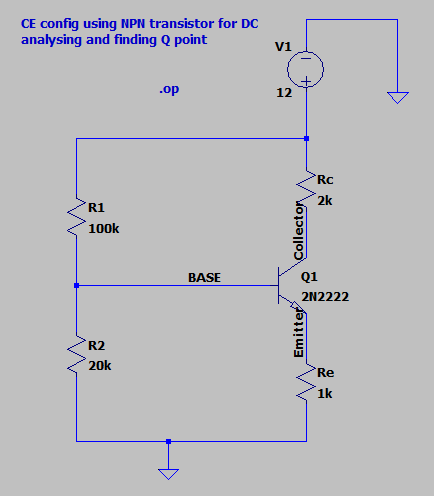 CE config using NPN transistor for DC
analysing and finding Q point
V1
12
.op
Rc
2k
R1
100k
Collector
BASE
Q1
2N2222
Emitter
R2
20k
Re
1k